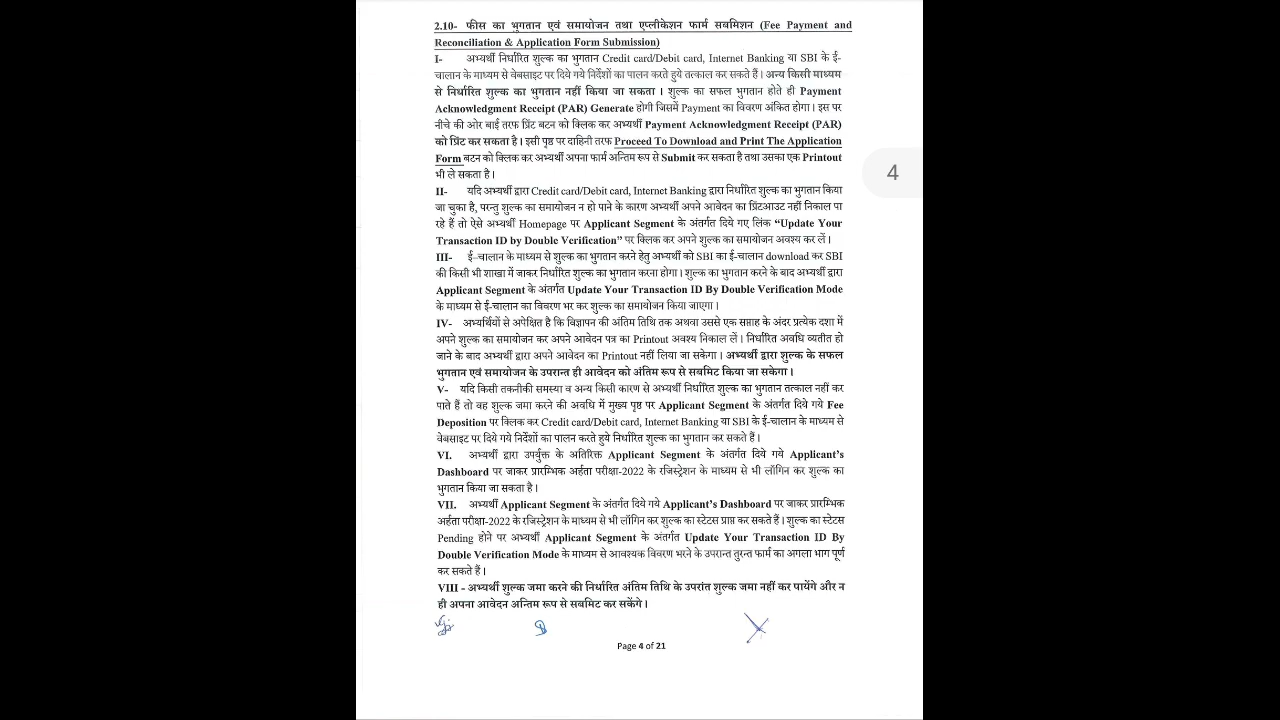 2.10- फीस का भुगतान एवं समायोजन तथा एप्लीकेशन फार्म सबमिशन (Fee Payment and
Reconciliation & Application Form Submission)
I- अभ्यर्थी निर्धारित शुल्क का भुगतान Credit card/Debit card, Internet Banking या SBI के ई-
चालान के माध्यम से वेबसाइट पर दिये गये निर्देशों का पालन करते हुये तत्काल कर सकते हैं। अन्य किसी माध्यम
से निर्धारित शुल्क का भुगतान नहीं किया जा सकता । शुल्क का सफल भुगतान होते ही Payment
Acknowledgment Receipt (PAR) Generate होगी जिसमें Payment का विवरण अंकित होगा। इस पर
नीचे की ओर बाईं तरफ प्रिंट बटन को क्लिक कर अभ्यर्थी Payment Acknowledgment Receipt (PAR)
को प्रिंट कर सकता है। इसी पृष्ठ पर दाहिनी तरफ Proceed To Download and Print The Application
Form बटन को क्लिक कर अभ्यर्थी अपना फार्म अन्तिम रूप से Submit कर सकता है तथा उसका एक Printout
भी ले सकता है।
II- यदि अभ्यर्थी द्वारा Credit card/Debit card, Internet Banking द्वारा निर्धारित शुल्क का भुगतान किया
जा चुका है, परन्तु शुल्क का समायोजन न हो पाने के कारण अभ्यर्थी अपने आवेदन का प्रिंटआउट नहीं निकाल पा
रहे हैं तो ऐसे अभ्यर्थी Homepage पर Applicant Segment के अंतर्गत दिये गए लिंक “Update Your
Transaction ID by Double Verification” पर क्लिक कर अपने शुल्क का समायोजन अवश्य कर लें।
III- ई-चालान के माध्यम से शुल्क का भुगतान करने हेतु अभ्यर्थी को SBI का ई-चालान download कर SBI
की किसी भी शाखा में जाकर निर्धारित शुल्क का भुगतान करना होगा। शुल्क का भुगतान करने के बाद अभ्यर्थी द्वारा
Applicant Segment के अंतर्गत Update Your Transaction ID By Double Verification Mode
के माध्यम से ई-चालान का विवरण भर कर शुल्क का समायोजन किया जाएगा।
IV- अभ्यर्थियों से अपेक्षित है कि विज्ञापन की अंतिम तिथि तक अथवा उससे एक सप्ताह के अंदर प्रत्येक दशा में
अपने शुल्क का समायोजन कर अपने आवेदन पत्र का Printout अवश्य निकाल लें। निर्धारित अवधि व्यतीत हो
जाने के बाद अभ्यर्थी द्वारा अपने आवेदन का Printout नहीं लिया जा सकेगा। अभ्यर्थी द्वारा शुल्क के सफल
भुगतान एवं समायोजन के उपरान्त ही आवेदन को अंतिम रूप से सबमिट किया जा सकेगा।
V- यदि किसी तकनीकी समस्या व अन्य किसी कारण से अभ्यर्थी निर्धारित शुल्क का भुगतान तत्काल नहीं कर
पाते हैं तो वह शुल्क जमा करने की अवधि में मुख्य पृष्ठ पर Applicant Segment के अंतर्गत दिये गये Fee
Deposition पर क्लिक कर Credit card/Debit card, Internet Banking या SBI के ई-चालान के माध्यम से
वेबसाइट पर दिये गये निर्देशों का पालन करते हुये निर्धारित शुल्क का भुगतान कर सकते हैं।
VI. अभ्यर्थी द्वारा उपर्युक्त के अतिरिक्त Applicant Segment के अंतर्गत दिये गये Applicant’s
Dashboard पर जाकर प्रारम्भिक अर्हता परीक्षा-2022 के रजिस्ट्रेशन के माध्यम से भी लॉगिन कर शुल्क का
भुगतान किया जा सकता है।
VII. अभ्यर्थी Applicant Segment के अंतर्गत दिये गये Applicant’s Dashboard पर जाकर प्रारम्भिक
अर्हता परीक्षा-2022 के रजिस्ट्रेशन के माध्यम से भी लॉगिन कर शुल्क का स्टेटस प्राप्त कर सकते हैं। शुल्क का स्टेटस
Pending होने पर अभ्यर्थी Applicant Segment के अंतर्गत Update Your Transaction ID By
Double Verification Mode के माध्यम से आवश्यक विवरण भरने के उपरान्त तुरन्त फार्म का अगला भाग पूर्ण
कर सकते हैं।
VIII - अभ्यर्थी शुल्क जमा करने की निर्धारित अंतिम तिथि के उपरांत शुल्क जमा नहीं कर पायेंगे और न
ही अपना आवेदन अन्तिम रूप से सबमिट कर सकेंगे।
Page 4 of 21
4